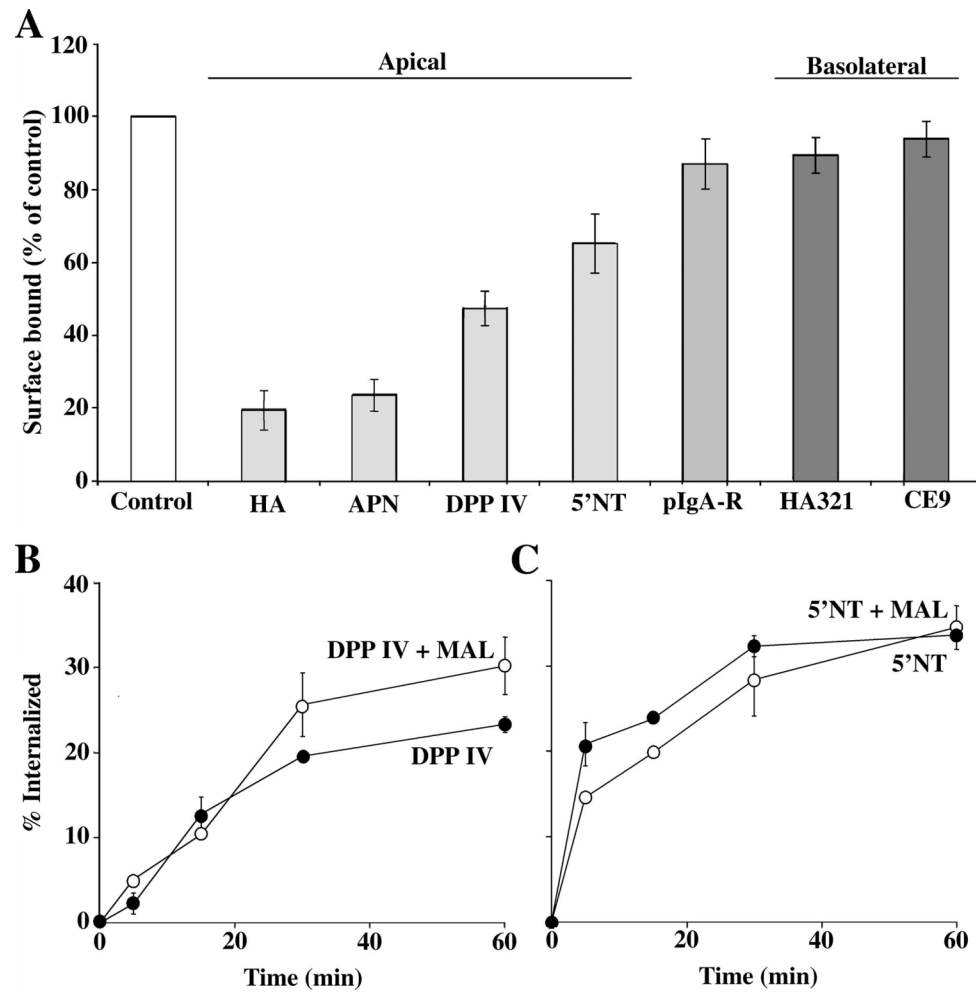 A
Surface bound (% of control)
120
100
80
60
40
20
0
Apical
Basolateral
Control
HA
APN
DPP IV
5’NT
pIgA-R
HA321
CE9
B
% Internalized
40
30
20
10
0
DPP IV + MAL
DPP IV
0
20
40
60
Time (min)
C
5’NT + MAL
5’NT
0
20
40
60
Time (min)